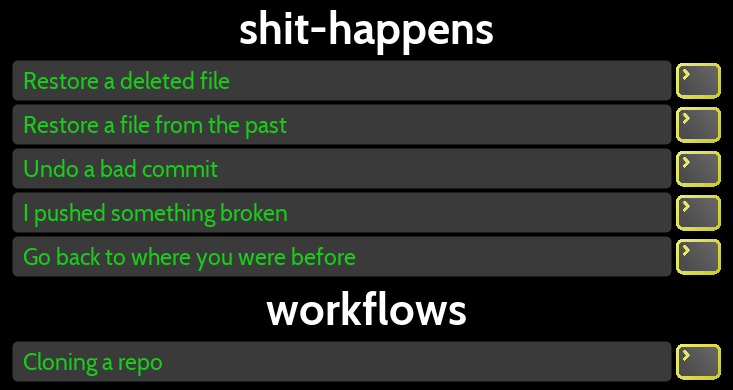 shit-happens
Restore a deleted file
Restore a file from the past
Undo a bad commit
I pushed something broken
Go back to where you were before
workflows
Cloning a repo